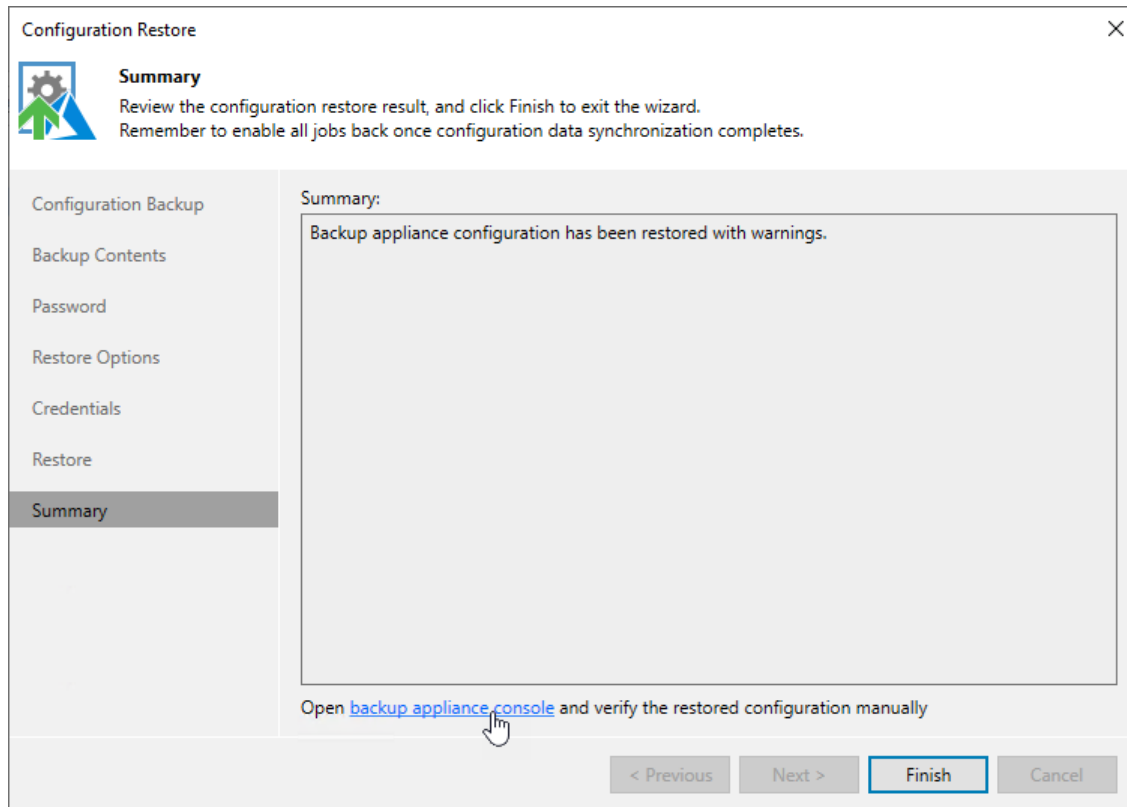 Configuration Restore
Summary
Review the configuration restore result, and click Finish to exit the wizard.
Remember to enable all jobs back once configuration data synchronization completes.
Configuration Backup
Backup Contents
Password
Restore Options
Credentials
Restore
Summary
Summary:
Backup appliance configuration has been restored with warnings.
Open backup appliance console and verify the restored configuration manually
< Previous
Next >
Finish
Cancel